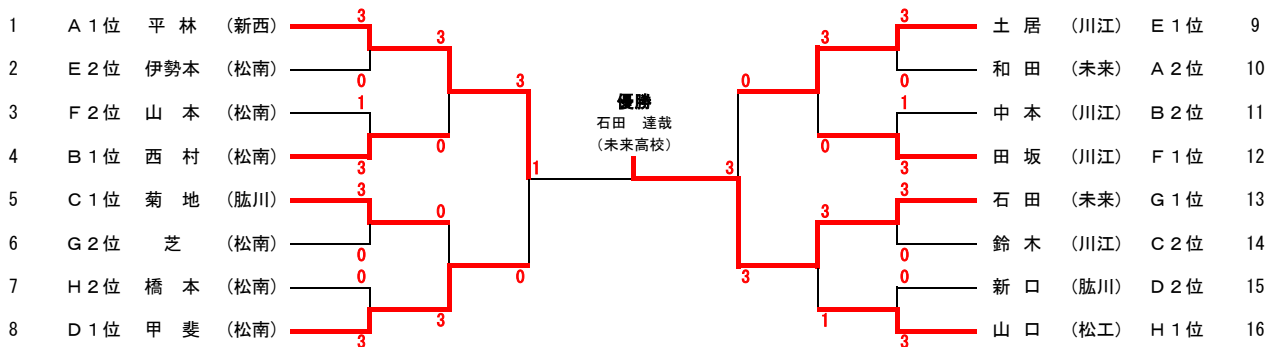 1 A1位 平 林 (新西) 3 3 土 居 (川江) E1位 9
3 3
2 E2位 伊勢本 (松南) 0 0 和 田 (未来) A2位 10
3 0
3 F2位 山 本 (松南) 1 1 中 本 (川江) B2位 11
優勝
石田 達哉
(未来高校)
0 0
4 B1位 西 村 (松南) 3 3 田 坂 (川江) F1位 12
1 3
5 C1位 菊 地 (肱川) 3 3 石 田 (未来) G1位 13
0 3
6 G2位 芝 (松南) 0 0 鈴 木 (川江) C2位 14
0 3
7 H2位 橋 本 (松南) 0 0 新 口 (肱川) D2位 15
3 1
8 D1位 甲 斐 (松南) 3 3 山 口 (松工) H1位 16